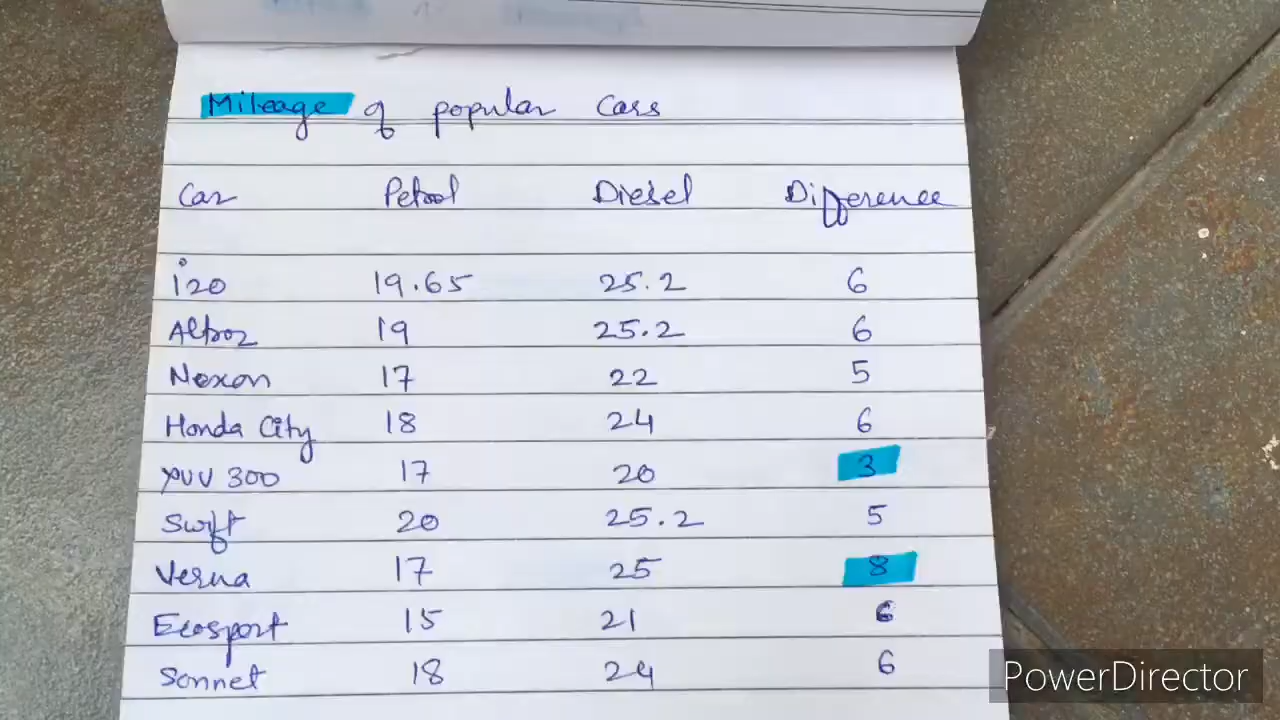 Mileage of popular Cars
Car Petrol Diesel Difference
i20 19.65 25.2 6
Altroz 19 25.2 6
Nexon 17 22 5
Honda City 18 24 6
XUV 300 17 20 3
Swift 20 25.2 5
Verna 17 25 8
Ecosport 15 21 6
Sonnet 18 24 6
PowerDirector